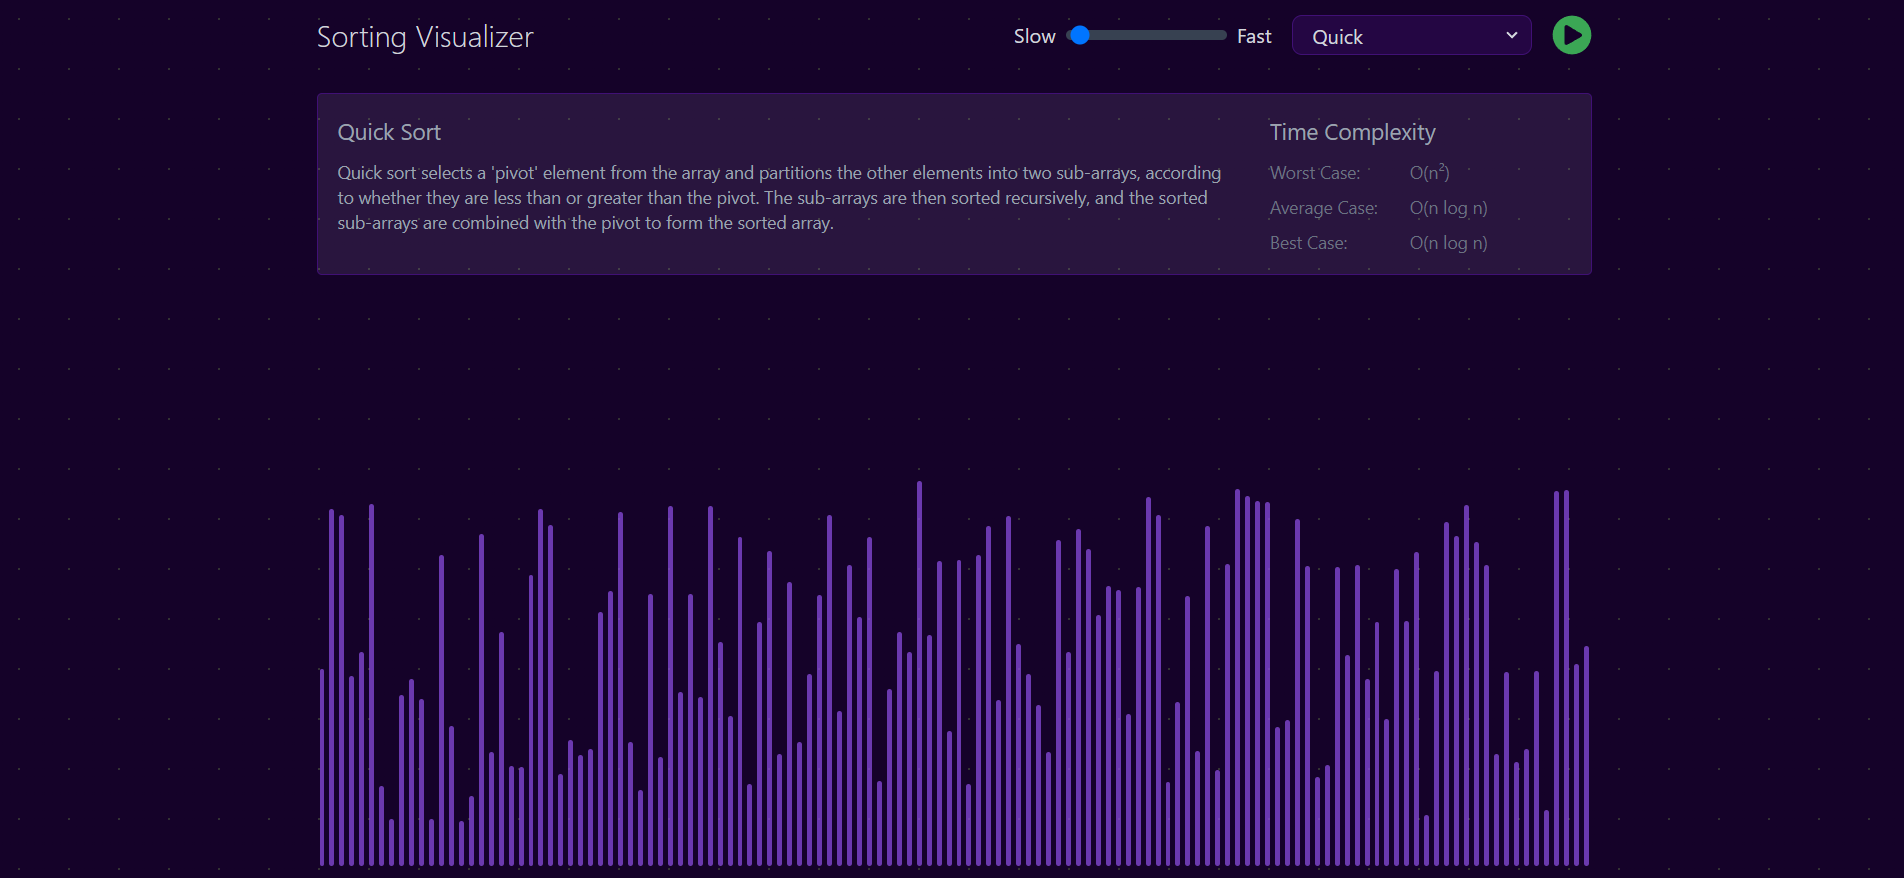 Sorting Visualizer
Slow
Fast
Quick
Quick Sort
Quick sort selects a 'pivot' element from the array and partitions the other elements into two sub-arrays, according
to whether they are less than or greater than the pivot. The sub-arrays are then sorted recursively, and the sorted
sub-arrays are combined with the pivot to form the sorted array.
Time Complexity
Worst Case: O(n²)
Average Case: O(n log n)
Best Case: O(n log n)